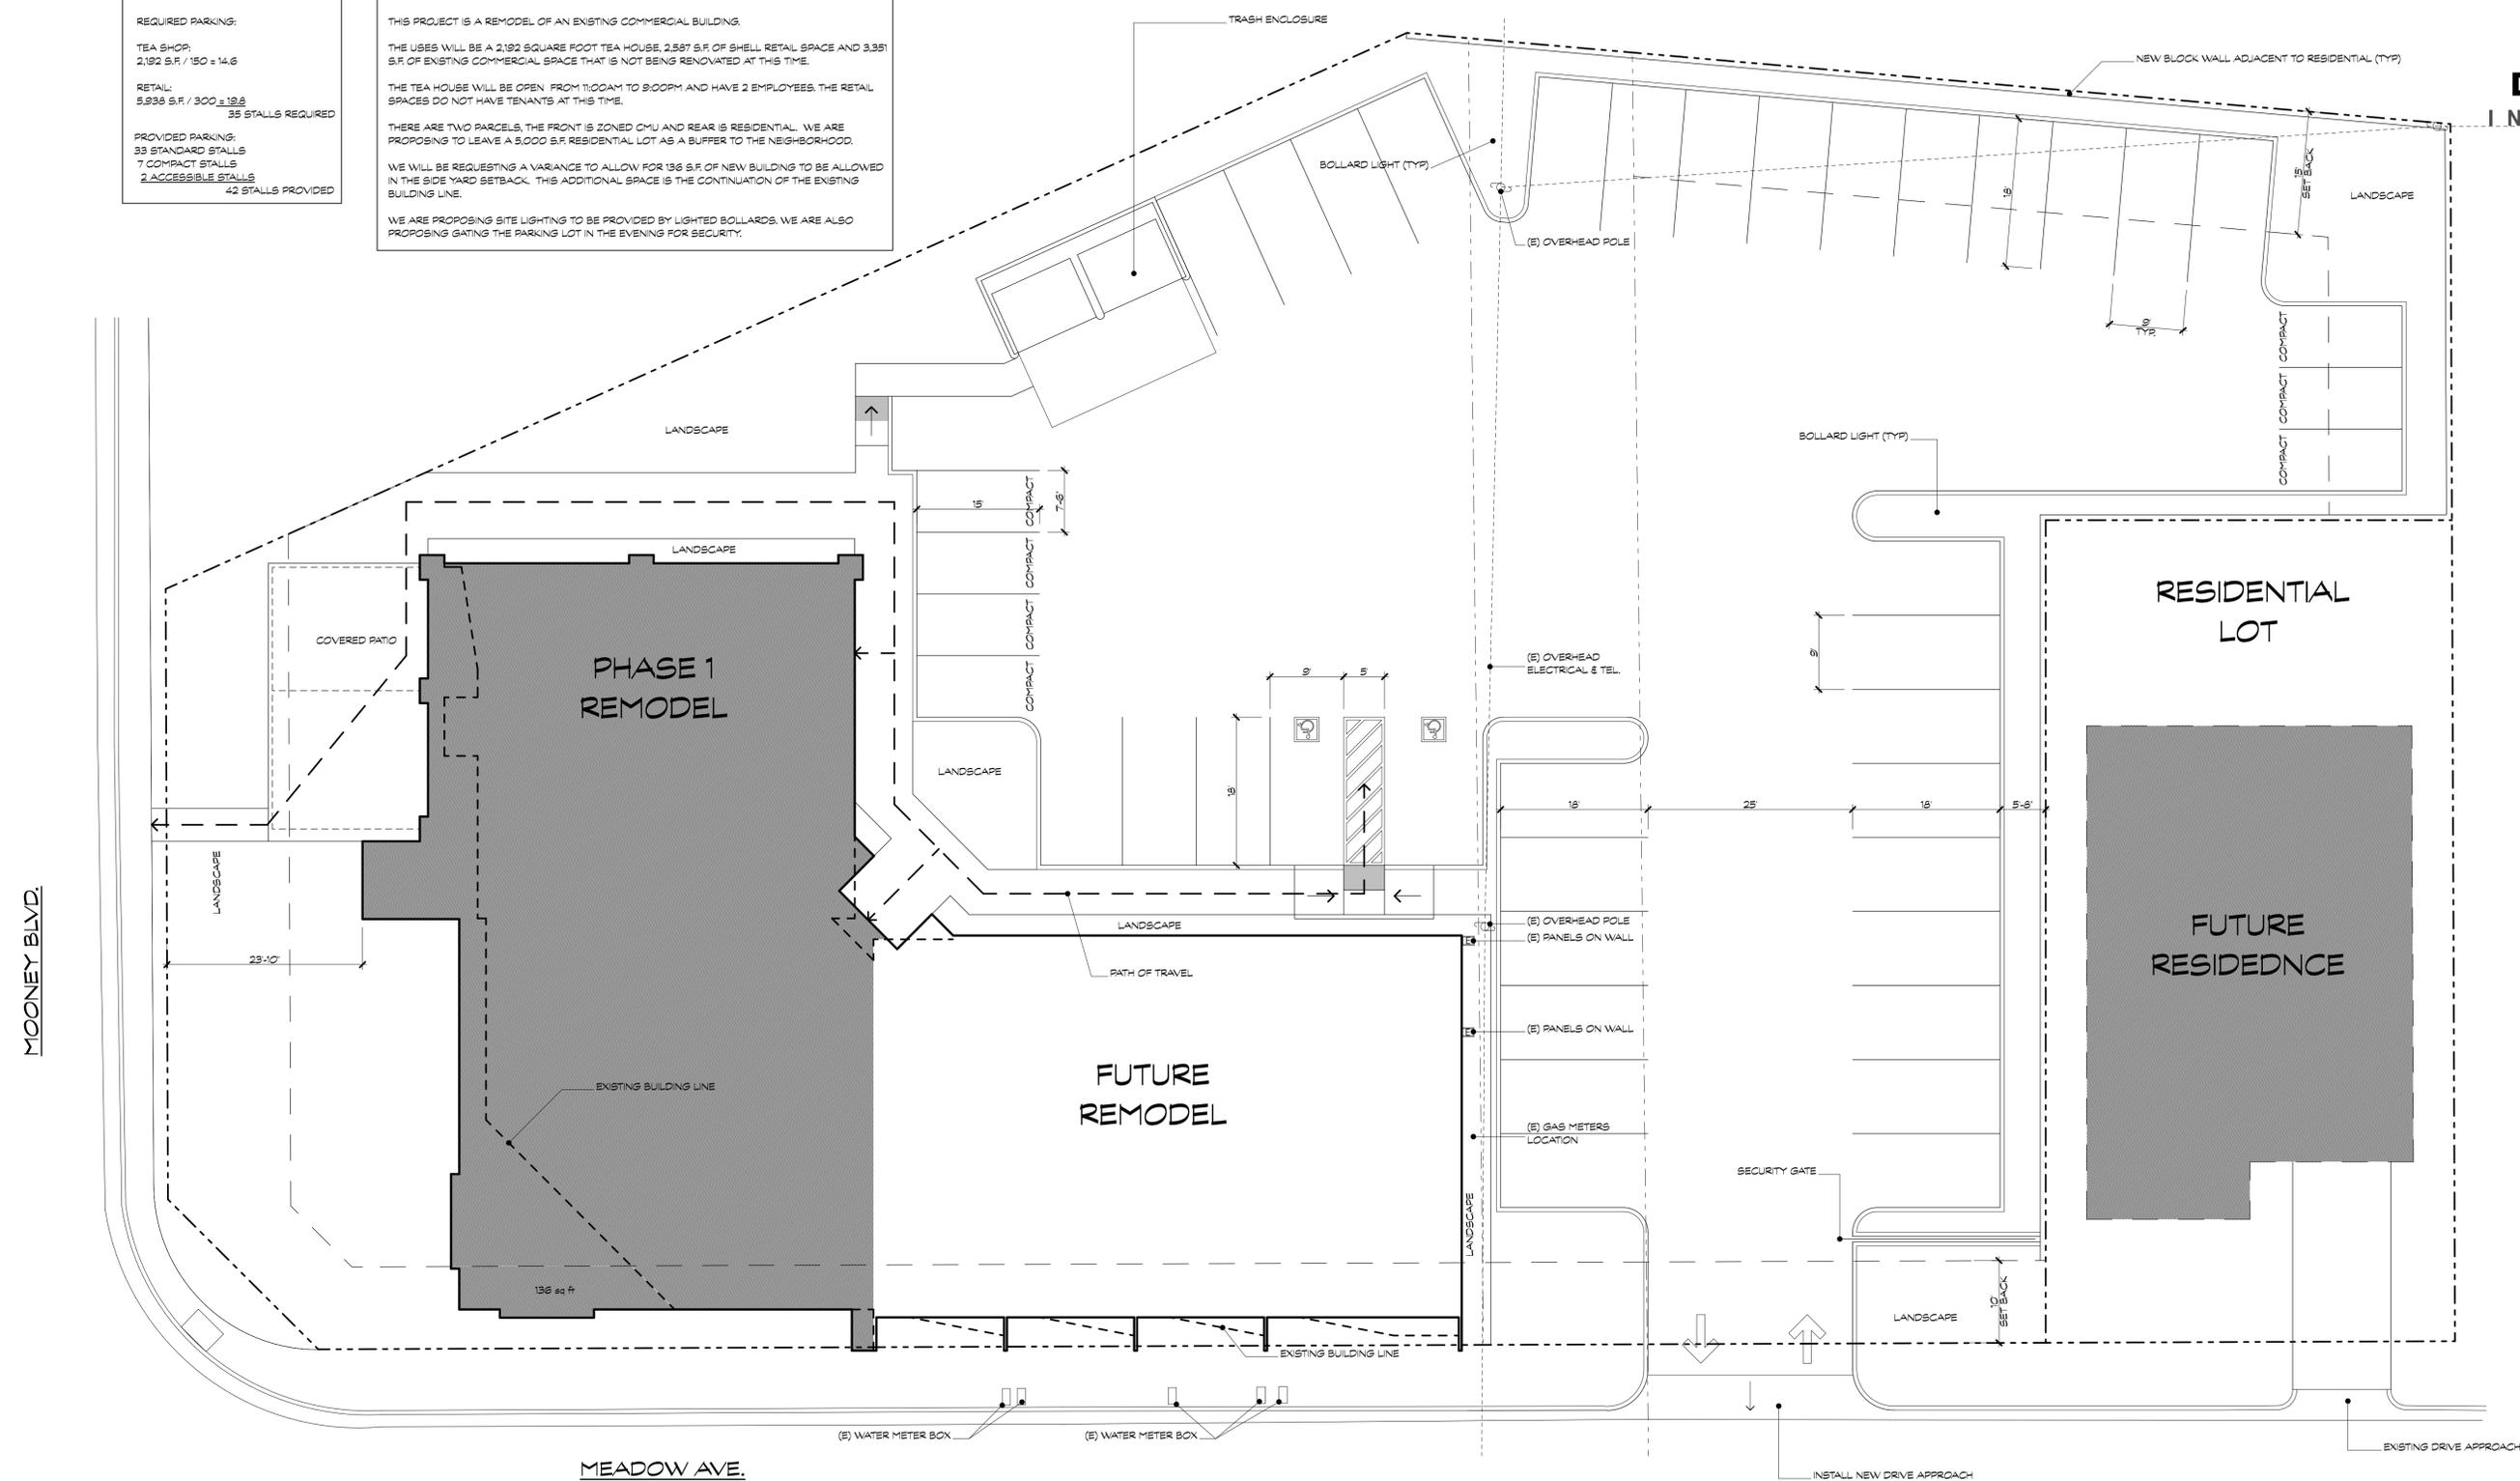 REQUIRED PARKING:
TEA SHOP:
2,192 S.F. / 150 = 14.6
RETAIL:
5,938 S.F. / 300 = 19.8
35 STALLS REQUIRED
PROVIDED PARKING:
33 STANDARD STALLS
7 COMPACT STALLS
2 ACCESSIBLE STALLS
42 STALLS PROVIDED
THIS PROJECT IS A REMODEL OF AN EXISTING COMMERCIAL BUILDING.
THE USES WILL BE A 2,192 SQUARE FOOT TEA HOUSE, 2,587 S.F. OF SHELL RETAIL SPACE AND 3,351
S.F. OF EXISTING COMMERCIAL SPACE THAT IS NOT BEING RENOVATED AT THIS TIME.
THE TEA HOUSE WILL BE OPEN FROM 11:00AM TO 9:00PM AND HAVE 2 EMPLOYEES. THE RETAIL
SPACES DO NOT HAVE TENANTS AT THIS TIME.
THERE ARE TWO PARCELS, THE FRONT IS ZONED CMU AND REAR IS RESIDENTIAL. WE ARE
PROPOSING TO LEAVE A 5,000 S.F. RESIDENTIAL LOT AS A BUFFER TO THE NEIGHBORHOOD.
WE WILL BE REQUESTING A VARIANCE TO ALLOW FOR 136 S.F. OF NEW BUILDING TO BE ALLOWED
IN THE SIDE YARD SETBACK. THIS ADDITIONAL SPACE IS THE CONTINUATION OF THE EXISTING
BUILDING LINE.
WE ARE PROPOSING SITE LIGHTING TO BE PROVIDED BY LIGHTED BOLLARDS. WE ARE ALSO
PROPOSING GATING THE PARKING LOT IN THE EVENING FOR SECURITY.
TRASH ENCLOSURE
NEW BLOCK WALL ADJACENT TO RESIDENTIAL (TYP)
I N
BOLLARD LIGHT (TYP)
(E) OVERHEAD POLE
18'
15'
SET BACK
LANDSCAPE
9'
TYP.
COMPACT
COMPACT
COMPACT
LANDSCAPE
BOLLARD LIGHT (TYP)
15'
COMPACT
7'-6"
COMPACT
COMPACT
COMPACT
LANDSCAPE
COVERED PATIO
PHASE 1
REMODEL
RESIDENTIAL
LOT
(E) OVERHEAD
ELECTRICAL & TEL.
9'
5'
9'
18'
LANDSCAPE
18'
25'
18'
5'-8"
LANDSCAPE
MOONEY BLVD.
23'-10"
LANDSCAPE
PATH OF TRAVEL
(E) OVERHEAD POLE
(E) PANELS ON WALL
E
(E) PANELS ON WALL
E
FUTURE
RESIDEDNCE
EXISTING BUILDING LINE
FUTURE
REMODEL
(E) GAS METERS
LOCATION
SECURITY GATE
LANDSCAPE
136 sq ft
10'
SET BACK
LANDSCAPE
EXISTING BUILDING LINE
(E) WATER METER BOX
(E) WATER METER BOX
EXISTING DRIVE APPROACH
MEADOW AVE.
INSTALL NEW DRIVE APPROACH